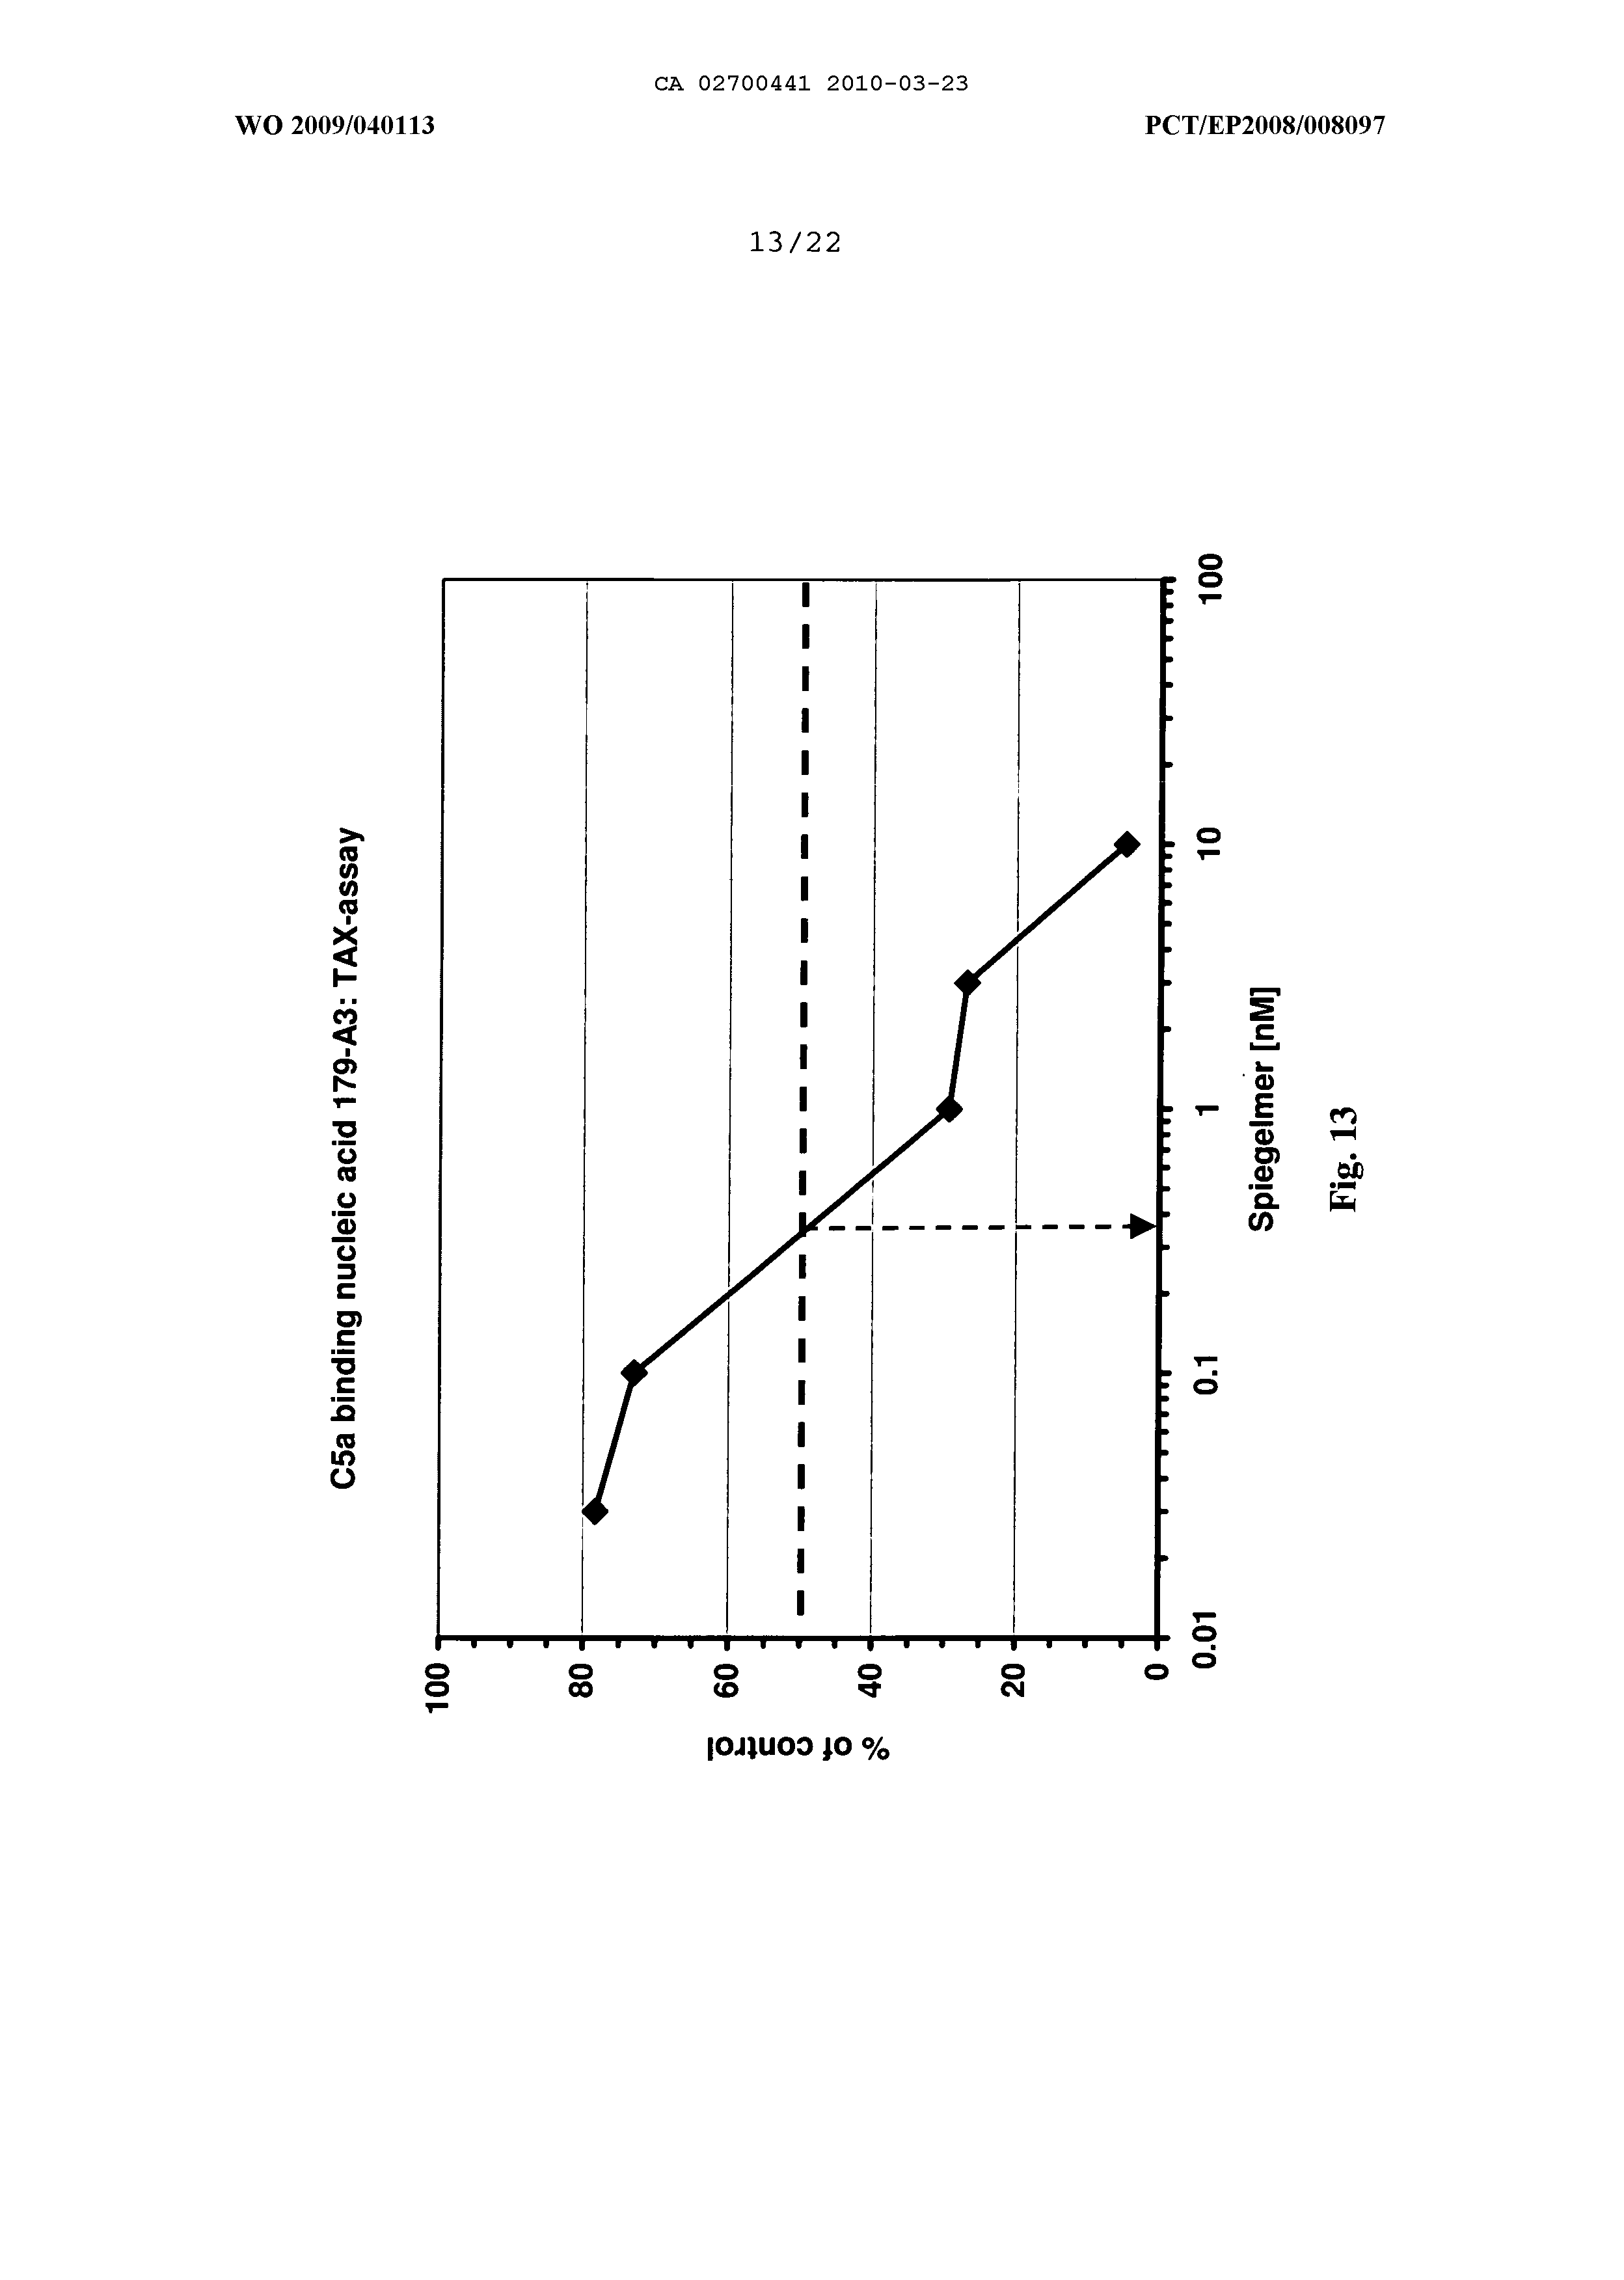 CA 02700441 2010-03-23
WO 2009/040113
PCT/EP2008/008097
13/22
C5a binding nucleic acid 179-A3: TAX-assay
% of control
100
80
60
40
20
0
0.01
0.1
1
10
100
Spiegelmer [nM]
Fig. 13